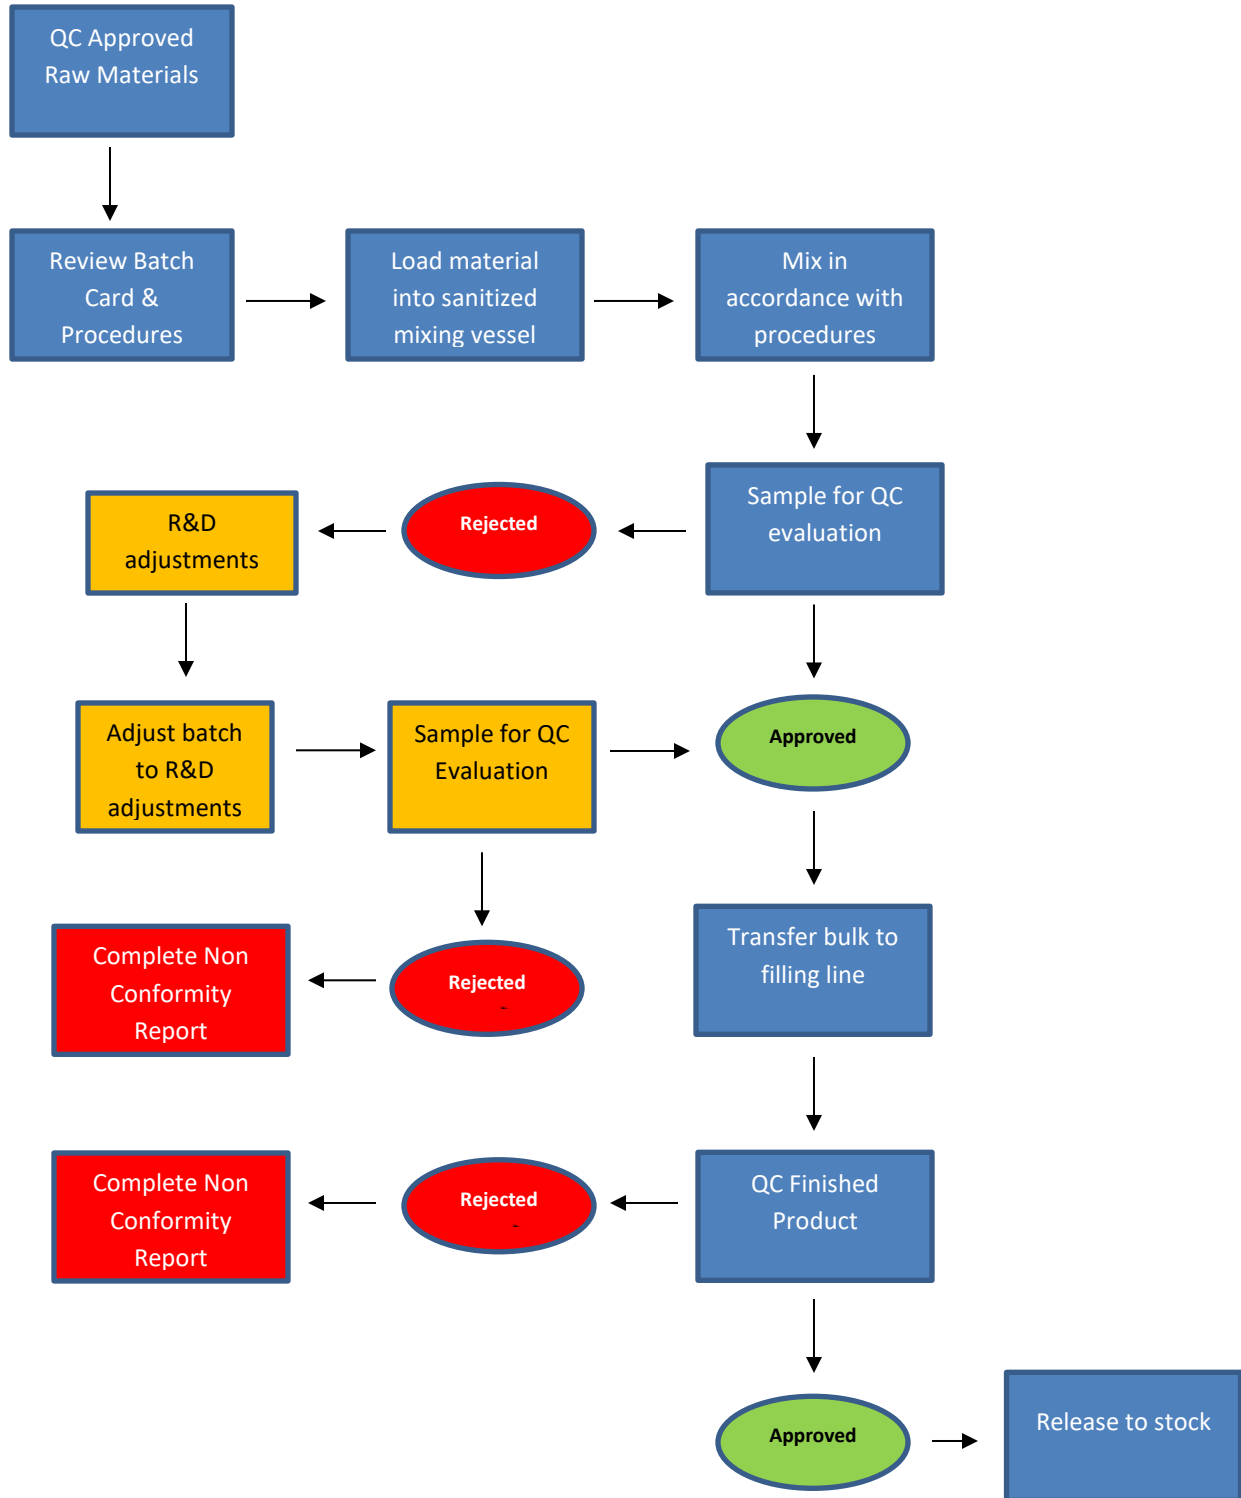 QC Approved
Raw Materials
Review Batch
Card &
Procedures
Load material
into sanitized
mixing vessel
Mix in
accordance with
procedures
Sample for QC
evaluation
Rejected
R&D
adjustments
Adjust batch
to R&D
adjustments
Sample for QC
Evaluation
Approved
Rejected
Complete Non
Conformity
Report
Transfer bulk to
filling line
QC Finished
Product
Rejected
Complete Non
Conformity
Report
Approved
Release to stock